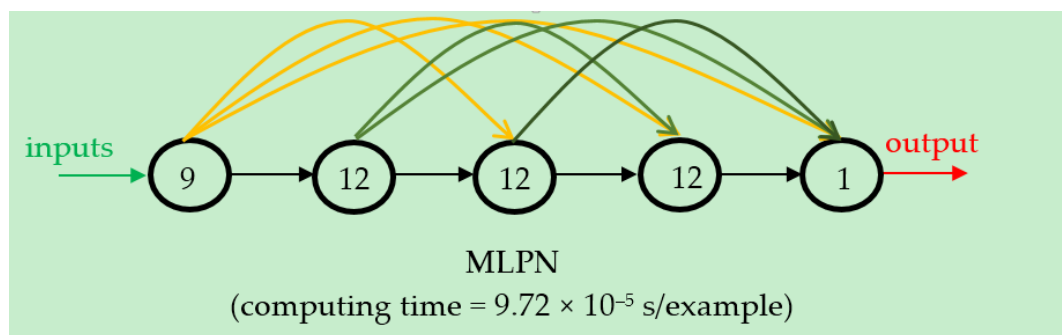 inputs
output
9
12
12
12
1
MLPN
(computing time = 9.72 × 10⁻⁵ s/example)